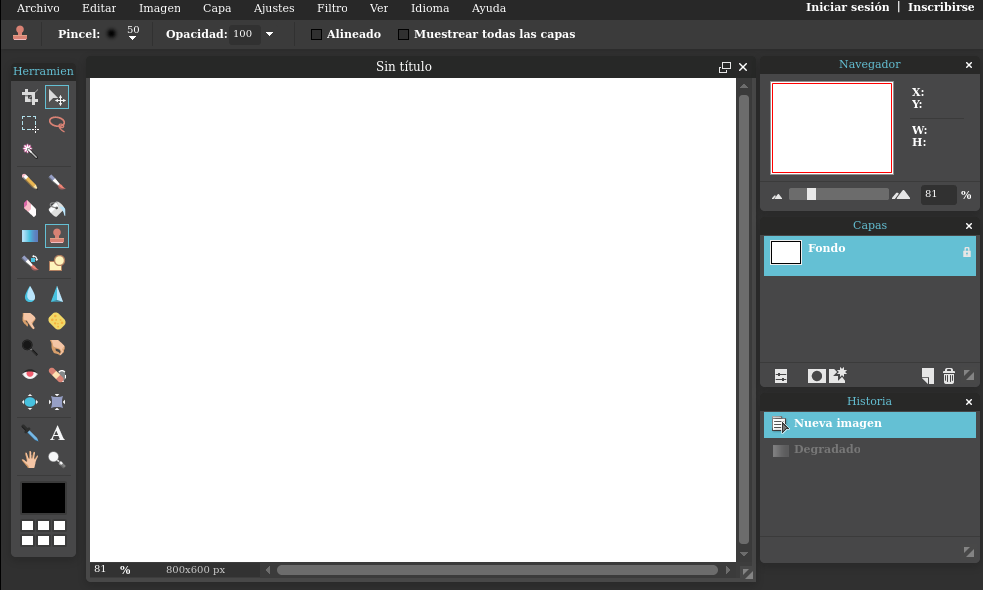 Archivo Editar Imagen Capa Ajustes Filtro Ver Idioma Ayuda Iniciar sesión | Inscribirse
Pincel: 50 Opacidad: 100 Alineado Muestrear todas las capas
Herramien
Sin título
Navegador
X:
Y:
W:
H:
81 %
Capas
Fondo
Historia
Nueva imagen
Degradado
A
81 % 800x600 px